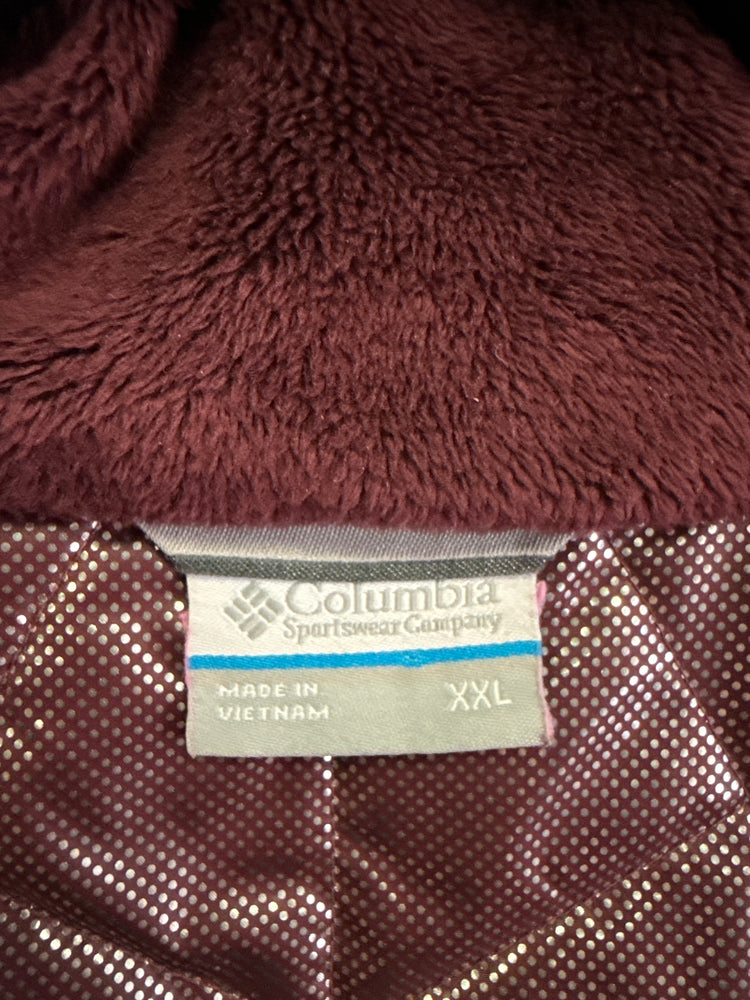 Columbia
Sportswear Company
MADE IN
VIETNAM
XXL